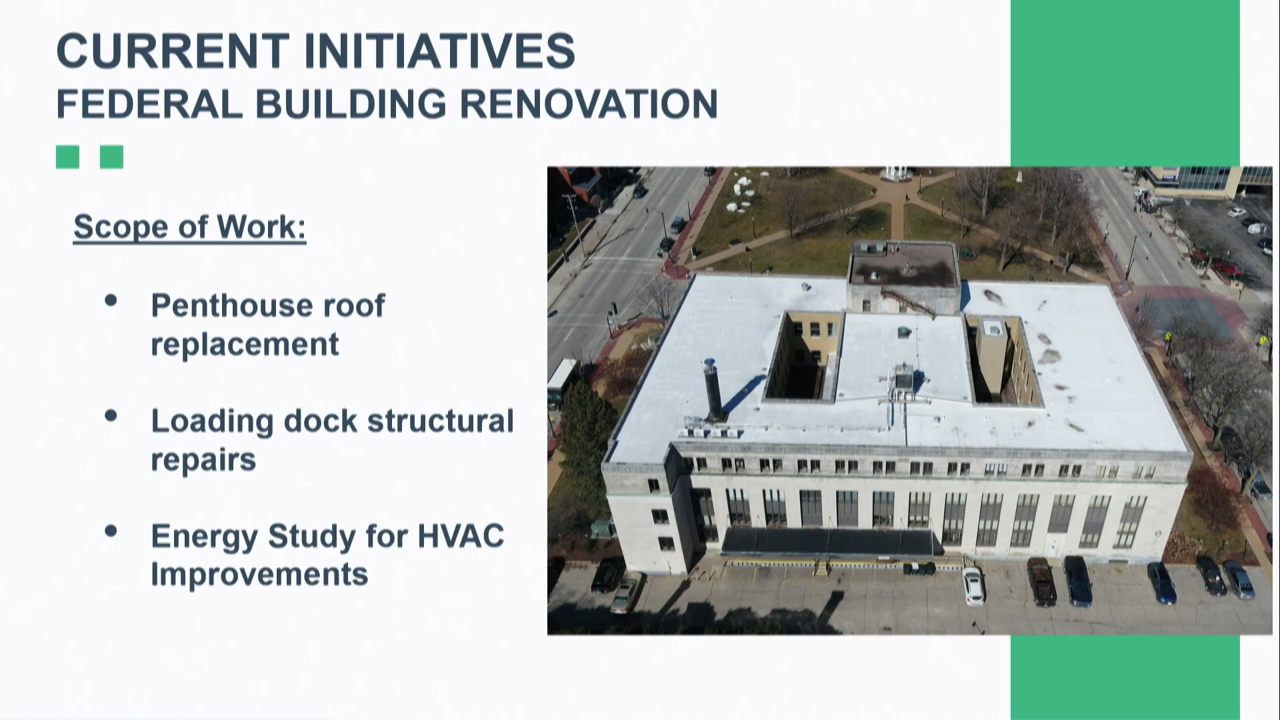 CURRENT INITIATIVES
FEDERAL BUILDING RENOVATION
Scope of Work:
• Penthouse roof
replacement
• Loading dock structural
repairs
• Energy Study for HVAC
Improvements